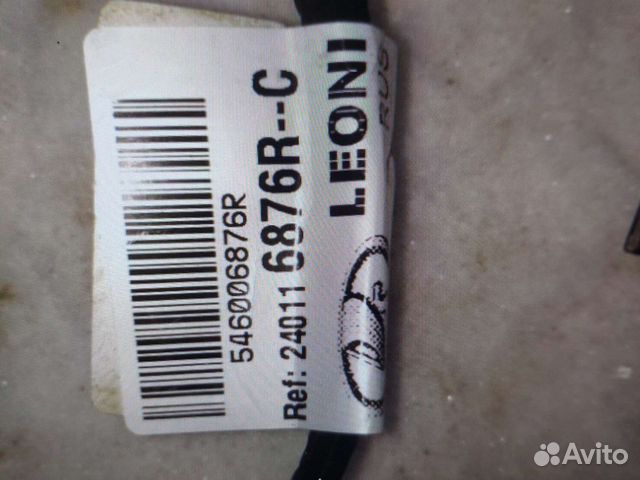 546006876R
Ref: 24011 6876R--C
LEONI
RUS
Avito